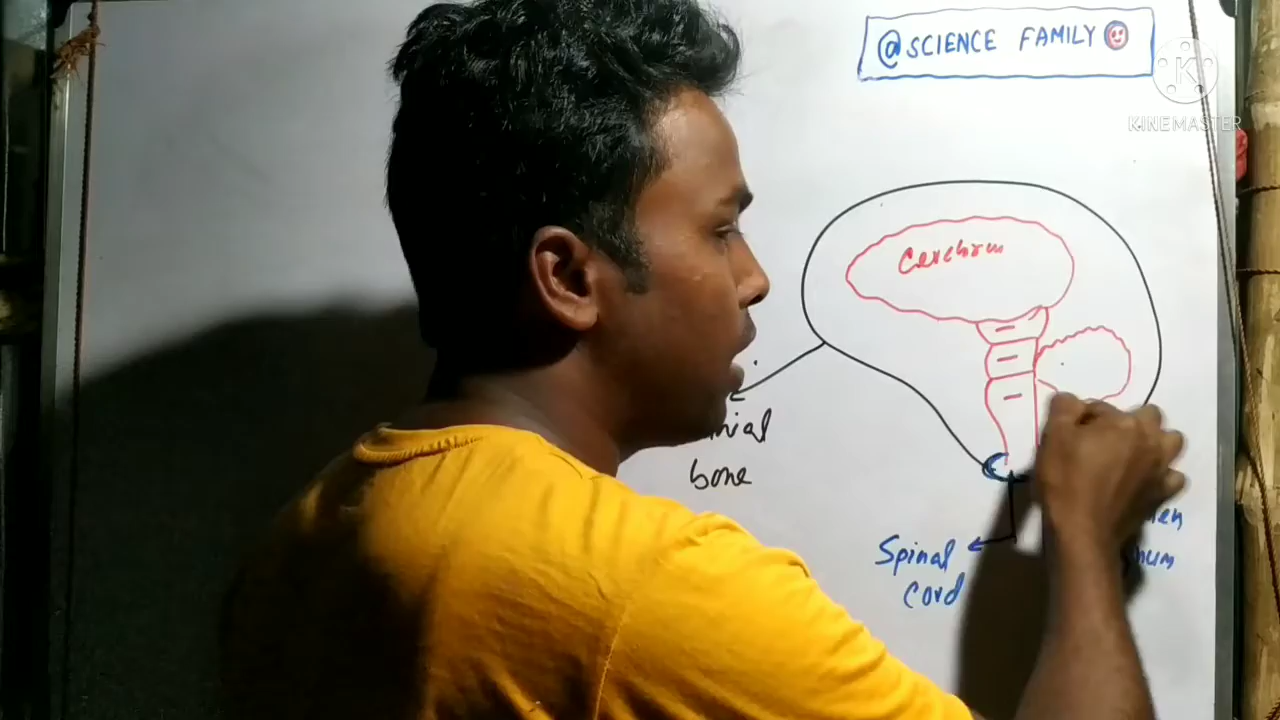 @SCIENCE FAMILY
KINEMASTER
Cerebrum
bone
Spinal
cord